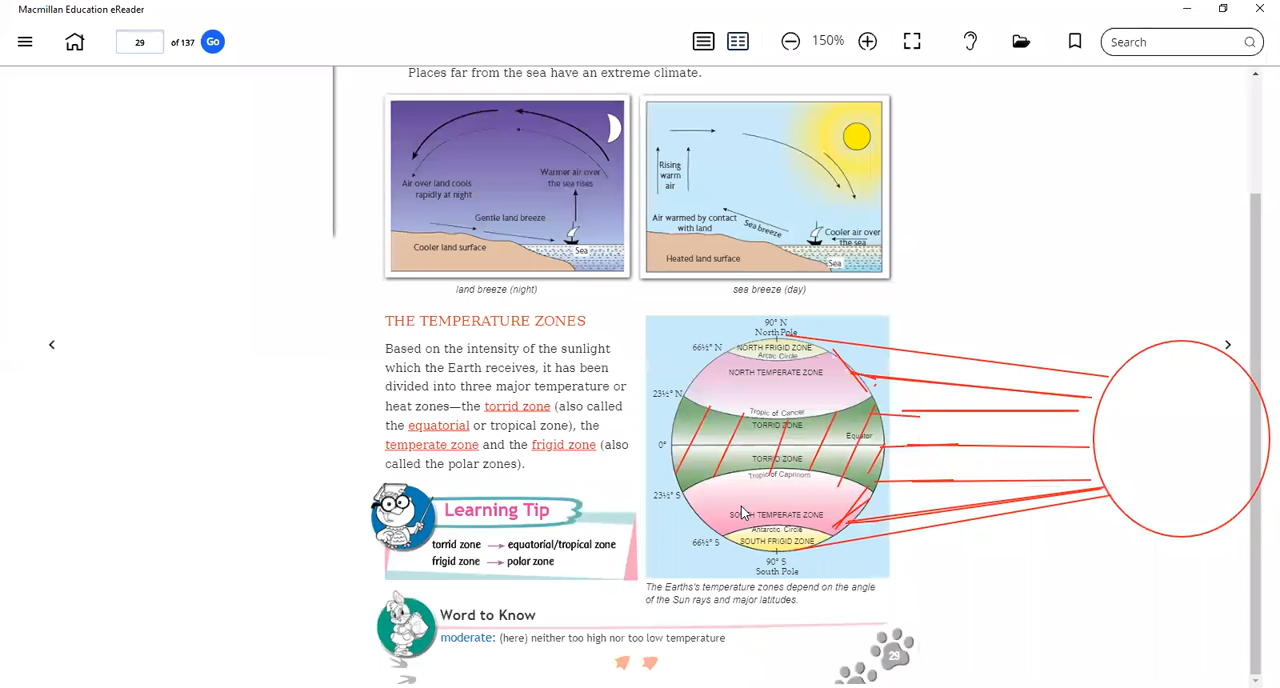 Macmillan Education eReader
29 of 137 Go
150%
Search
Places far from the sea have an extreme climate.
Air over land cools
rapidly at night
Warmer air over
the sea rises
Gentle land breeze
Cooler land surface
Sea
land breeze (night)
Rising
warm
air
Air warmed by contact
with land
Sea breeze
Cooler air over
the sea
Heated land surface
Sea
sea breeze (day)
THE TEMPERATURE ZONES
Based on the intensity of the sunlight
which the Earth receives, it has been
divided into three major temperature or
heat zones—the torrid zone (also called
the equatorial or tropical zone), the
temperate zone and the frigid zone (also
called the polar zones).
90° N
North Pole
66½° N
NORTH FRIGID ZONE
Arctic Circle
NORTH TEMPERATE ZONE
23½° N
Tropic of Cancer
TORRID ZONE
Equator
0°
TORRID ZONE
Tropic of Capricorn
23½° S
SOUTH TEMPERATE ZONE
Antarctic Circle
66½° S
SOUTH FRIGID ZONE
90° S
South Pole
The Earths's temperature zones depend on the angle
of the Sun rays and major latitudes.
Learning Tip
torrid zone → equatorial/tropical zone
frigid zone → polar zone
Word to Know
moderate: (here) neither too high nor too low temperature
29